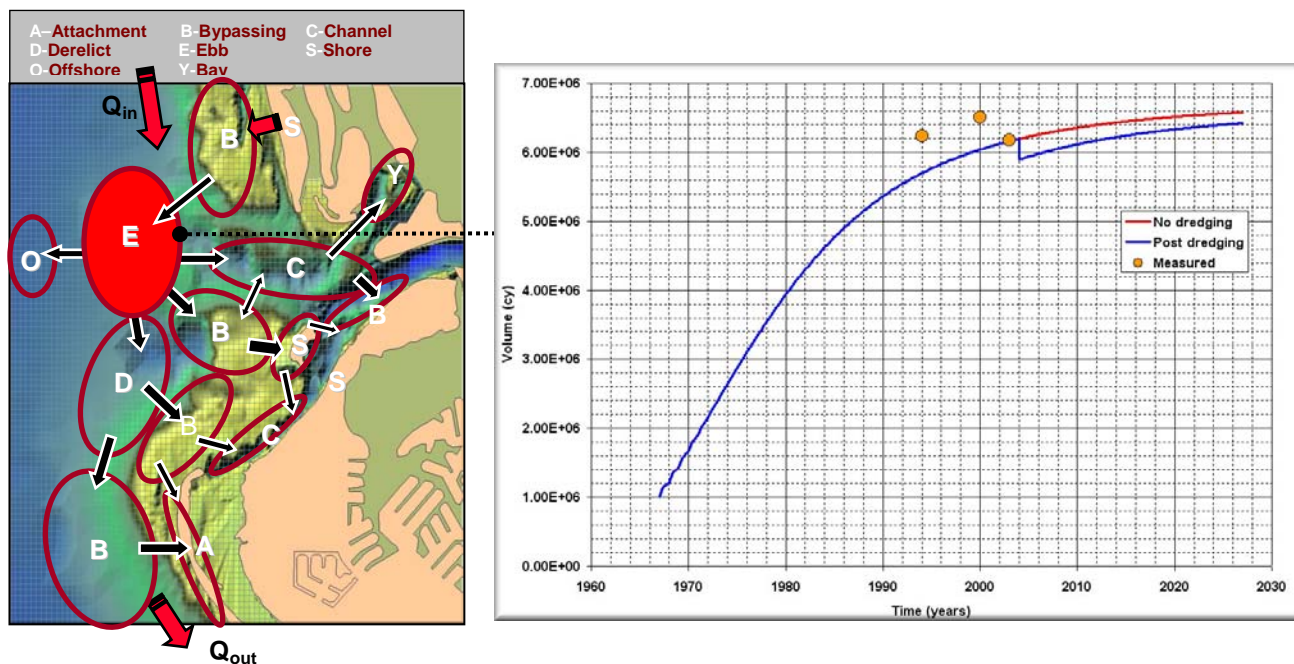 A–Attachment B-Bypassing C-Channel
D-Derelict E-Ebb S-Shore
O-Offshore Y-Bay
Qin
B
S
Y
E
O
C
B
B
S
D
S
B
C
B
A
Qout
7.00E+06
6.00E+06
5.00E+06
4.00E+06
3.00E+06
2.00E+06
1.00E+06
0.00E+00
Volume (cy)
No dredging
Post dredging
Measured
1960 1970 1980 1990 2000 2010 2020 2030
Time (years)